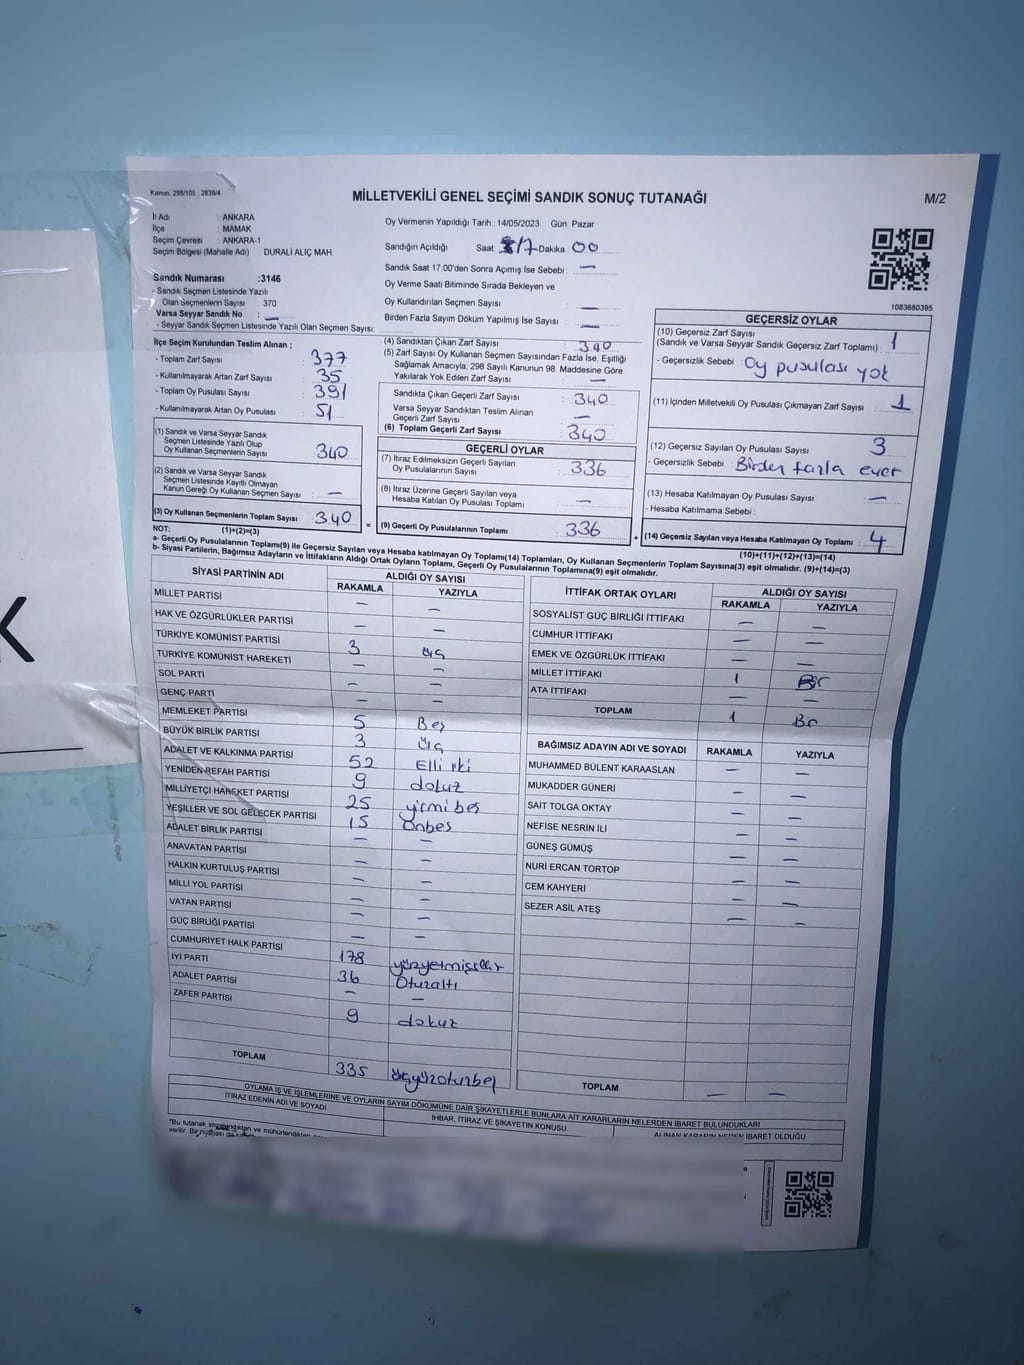 Kanun, 298/105 , 2839/4
MİLLETVEKİLİ GENEL SEÇİMİ SANDIK SONUÇ TUTANAĞI
M/2
İl Adı : ANKARA
İlçe : MAMAK
Seçim Çevresi : ANKARA-1
Seçim Bölgesi (Mahalle Adı) : DURALİ ALIÇ MAH.
Sandık Numarası :3146
- Sandık Seçmen Listesinde Yazılı
Olan Seçmenlerin Sayısı : 370
Varsa Seyyar Sandık No : —
- Seyyar Sandık Seçmen Listesinde Yazılı Olan Seçmen Sayısı:
Oy Vermenin Yapıldığı Tarih : 14/05/2023 Gün: Pazar
Sandığın Açıldığı Saat 17 Dakika : 00
Sandık Saat 17:00'den Sonra Açımış İse Sebebi : —
Oy Verme Saati Bitiminde Sırada Bekleyen ve
Oy Kullandırılan Seçmen Sayısı : —
Birden Fazla Sayım Döküm Yapılmış İse Sayısı : —
1083680395
İlçe Seçim Kurulundan Teslim Alınan ;
- Toplam Zarf Sayısı : 377
- Kullanılmayarak Artan Zarf Sayısı : 35
- Toplam Oy Pusulası Sayısı : 391
- Kullanılmayarak Artan Oy Pusulası : 51
(1) Sandık ve Varsa Seyyar Sandık
Seçmen Listesinde Yazılı Olup
Oy Kullanan Seçmenlerin Sayısı : 340
(2) Sandık ve Varsa Seyyar Sandık
Seçmen Listesinde Kayıtlı Olmayan
Kanun Gereği Oy Kullanan Seçmen Sayısı : —
(3) Oy Kullanan Seçmenlerin Toplam Sayısı : 340
(1)+(2)=(3)
(4) Sandıktan Çıkan Zarf Sayısı : 340
(5) Zarf Sayısı Oy Kullanan Seçmen Sayısından Fazla İse, Eşitliği
Sağlamak Amacıyla, 298 Sayılı Kanunun 98. Maddesine Göre
Yakılarak Yok Edilen Zarf Sayısı : —
Sandıkta Çıkan Geçerli Zarf Sayısı : 340
Varsa Seyyar Sandıktan Teslim Alınan
Geçerli Zarf Sayısı : —
(6) Toplam Geçerli Zarf Sayısı : 340
GEÇERLİ OYLAR
(7) İtiraz Edilmeksizin Geçerli Sayılan
Oy Pusulalarının Sayısı : 336
(8) İtiraz Üzerine Geçerli Sayılan veya
Hesaba Katılan Oy Pusulası Toplamı : —
= (9) Geçerli Oy Pusulalarının Toplamı : 336
GEÇERSİZ OYLAR
(10) Geçersiz Zarf Sayısı
(Sandık ve Varsa Seyyar Sandık Geçersiz Zarf Toplamı) : 1
- Geçersizlik Sebebi : Oy pusulası yok
(11) İçinden Milletvekili Oy Pusulası Çıkmayan Zarf Sayısı : 1
(12) Geçersiz Sayılan Oy Pusulası Sayısı : 3
- Geçersizlik Sebebi : Birden fazla ever
(13) Hesaba Katılmayan Oy Pusulası Sayısı : —
- Hesaba Katılmama Sebebi :
+ (14) Geçersiz Sayılan veya Hesaba Katılmayan Oy Toplamı : 4
(10)+(11)+(12)+(13)=(14)
NOT:
a- Geçerli Oy Pusulalarının Toplamı(9) ile Geçersiz Sayılan veya Hesaba katılmayan Oy Toplamı(14) Toplamları, Oy Kullanan Seçmenlerin Toplam Sayısına(3) eşit olmalıdır. (9)+(14)=(3)
b- Siyasi Partilerin, Bağımsız Adayların ve İttifakların Aldığı Ortak Oyların Toplamı, Geçerli Oy Pusulalarının Toplamına(9) eşit olmalıdır.
SİYASİ PARTİNİN ADI ALDIĞI OY SAYISI
RAKAMLA YAZIYLA
MİLLET PARTİSİ — —
HAK VE ÖZGÜRLÜKLER PARTİSİ — —
TÜRKİYE KOMÜNİST PARTİSİ 3 üç
TÜRKİYE KOMÜNİST HAREKETİ — —
SOL PARTİ — —
GENÇ PARTİ — —
MEMLEKET PARTİSİ 5 Beş
BÜYÜK BİRLİK PARTİSİ 3 üç
ADALET VE KALKINMA PARTİSİ 52 Elli iki
YENİDEN REFAH PARTİSİ 9 dokuz
MİLLİYETÇİ HAREKET PARTİSİ 25 yirmi beş
YEŞİLLER VE SOL GELECEK PARTİSİ 15 Onbes
ADALET BİRLİK PARTİSİ — —
ANAVATAN PARTİSİ — —
HALKIN KURTULUŞ PARTİSİ — —
MİLLİ YOL PARTİSİ — —
VATAN PARTİSİ — —
GÜÇ BİRLİĞİ PARTİSİ — —
CUMHURİYET HALK PARTİSİ 178
İYİ PARTİ 36 Otuzaltı
ADALET PARTİSİ — —
ZAFER PARTİSİ 9 dokuz
TOPLAM 335
İTTİFAK ORTAK OYLARI ALDIĞI OY SAYISI
RAKAMLA YAZIYLA
SOSYALİST GÜÇ BİRLİĞİ İTTİFAKI — —
CUMHUR İTTİFAKI — —
EMEK VE ÖZGÜRLÜK İTTİFAKI — —
MİLLET İTTİFAKI 1 Bir
ATA İTTİFAKI — —
TOPLAM 1 Bir
BAĞIMSIZ ADAYIN ADI VE SOYADI RAKAMLA YAZIYLA
MUHAMMED BÜLENT KARAASLAN — —
MUKADDER GÜNERİ — —
SAİT TOLGA OKTAY — —
NEFİSE NESRİN İLİ — —
GÜNEŞ GÜMÜŞ — —
NURİ ERCAN TORTOP — —
CEM KAHYERİ — —
SEZER ASİL ATEŞ — —
TOPLAM — —
OYLAMA İŞ VE İŞLEMLERİNE VE OYLARIN SAYIM DÖKÜMÜNE DAİR ŞİKAYETLERLE BUNLARA AİT KARARLARIN NELERDEN İBARET BULUNDUKLARI
İTİRAZ EDENİN ADI VE SOYADI İHBAR, İTİRAZ VE ŞİKAYETİN KONUSU ALINAN KARARIN NEDEN İBARET OLDUĞU
"Bu tutanak imzalandıktan ve mühürlendikten
verilir. Bir nüshası da
K